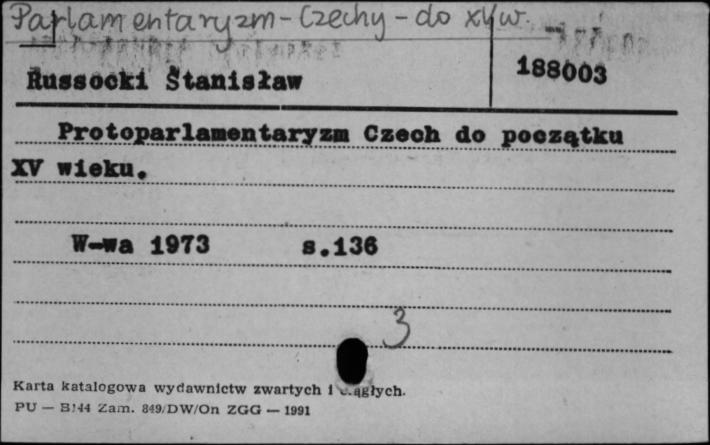 Parlamentaryzm - Czechy - do XV w.
Russocki Stanisław
188003
Protoparlamentaryzm Czech do początku
XV wieku.
W-wa 1973 s.136
3
Karta katalogowa wydawnictw zwartych i ciągłych.
PU — B144 Zam. 849/DW/On ZGG — 1991